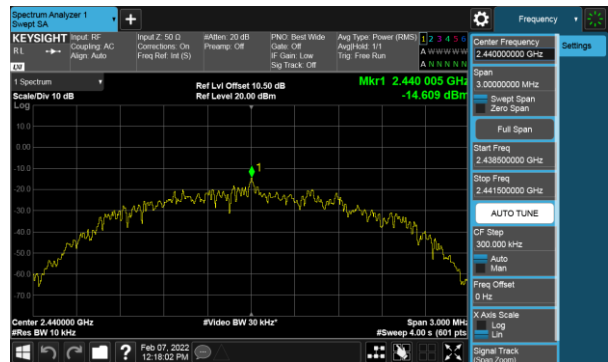 Spectrum Analyzer 1
Swept SA
Frequency
KEYSIGHT
RL
Input: RF
Coupling: AC
Align: Auto
Input Z: 50 Ω
Corrections: On
Freq Ref: Int (S)
#Atten: 20 dB
Preamp: Off
PNO: Best Wide
Gate: Off
IF Gain: Low
Sig Track: Off
Avg Type: Power (RMS)
Avg|Hold: 1/1
Trig: Free Run
1 2 3 4 5 6
A W W W W W
A N N N N N
1 Spectrum
Scale/Div 10 dB
Ref Lvl Offset 10.50 dB
Ref Level 20.00 dBm
Mkr1 2.440 005 GHz
-14.609 dBm
Log
10.0
0.00
-10.0
-20.0
-30.0
-40.0
-50.0
-60.0
-70.0
1
Center 2.440000 GHz
#Res BW 10 kHz
#Video BW 30 kHz*
Span 3.000 MHz
#Sweep 4.00 s (601 pts)
Feb 07, 2022
12:18:02 PM
Center Frequency
2.440000000 GHz
Settings
Span
3.00000000 MHz
Swept Span
Zero Span
Full Span
Start Freq
2.438500000 GHz
Stop Freq
2.441500000 GHz
AUTO TUNE
CF Step
300.000 kHz
Auto
Man
Freq Offset
0 Hz
X Axis Scale
Log
Lin
Signal Track
(Span Zoom)